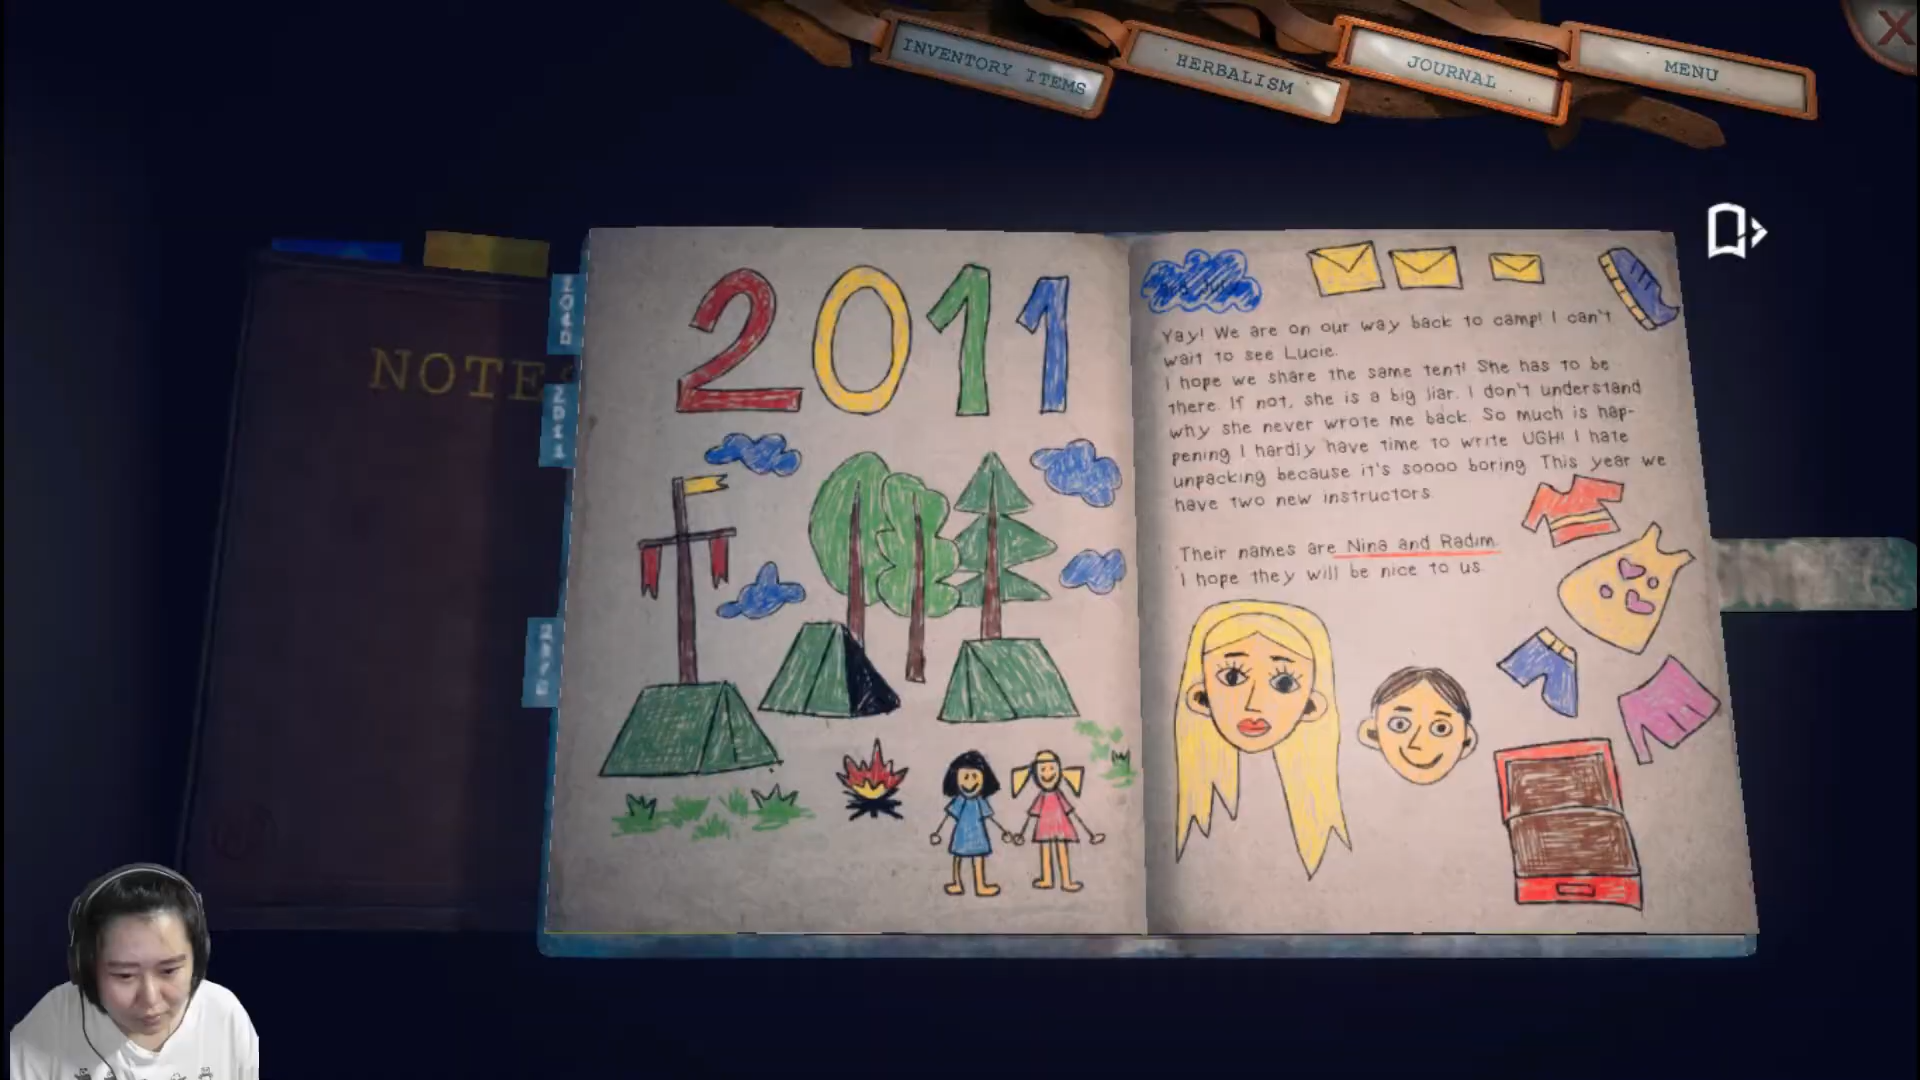 INVENTORY ITEMS
HERBALISM
JOURNAL
MENU
X
NOTE
2011
2011
Yay! We are on our way back to camp! I can't
wait to see Lucie.
I hope we share the same tent! She has to be
there. If not, she is a big liar. I don't understand
why she never wrote me back. So much is hap-
pening I hardly have time to write UGH! I hate
unpacking because it's soooo boring. This year we
have two new instructors.
Their names are Nina and Radim.
I hope they will be nice to us.